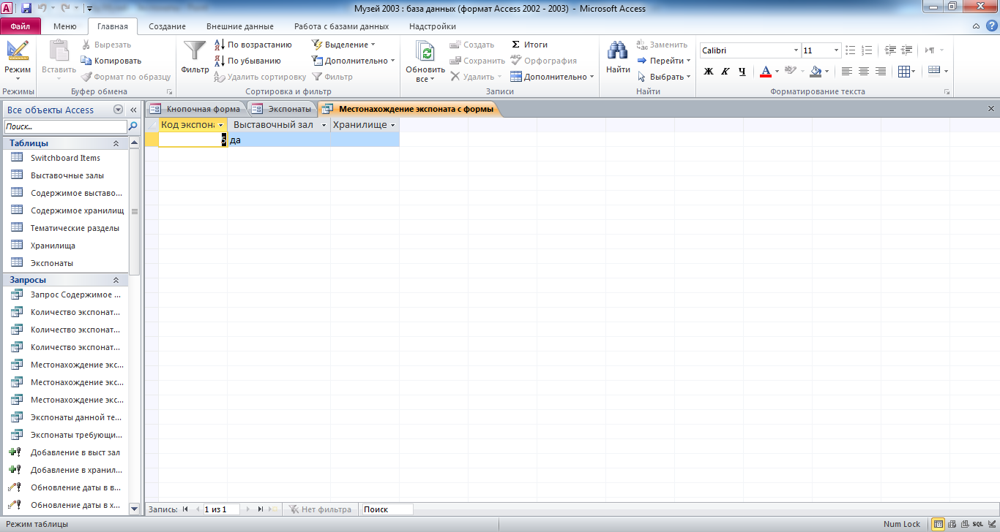 Музей 2003 : база данных (формат Access 2002 - 2003) - Microsoft Access
Файл Меню Главная Создание Внешние данные Работа с базами данных Надстройки
Режим
Режимы
Вставить
Вырезать
Копировать
Формат по образцу
Буфер обмена
Фильтр
По возрастанию
По убыванию
Удалить сортировку
Выделение
Дополнительно
Фильтр
Сортировка и фильтр
Обновить
все
Создать
Сохранить
Удалить
Итоги
Орфография
Дополнительно
Записи
Найти
Заменить
Перейти
Выбрать
Найти
Calibri 11
Ж К Ч
Форматирование текста
Все объекты Access
Поиск...
Таблицы
Switchboard Items
Выставочные залы
Содержимое выставо...
Содержимое хранилищ
Тематические разделы
Хранилища
Экспонаты
Запросы
Запрос Содержимое ...
Количество экспонат...
Количество экспонат...
Количество экспонат...
Местонахождение экс...
Местонахождение экс...
Местонахождение экс...
Экспонаты данной те...
Экспонаты требующи...
Добавление в выст зал
Добавление в хранил...
Обновление даты в в...
Обновление даты в х...
Кнопочная форма Экспонаты Местонахождение экспоната с формы
Код экспона Выставочный зал Хранилище
5 да
Запись: 1 из 1 Нет фильтра Поиск
Режим таблицы Num Lock SQL